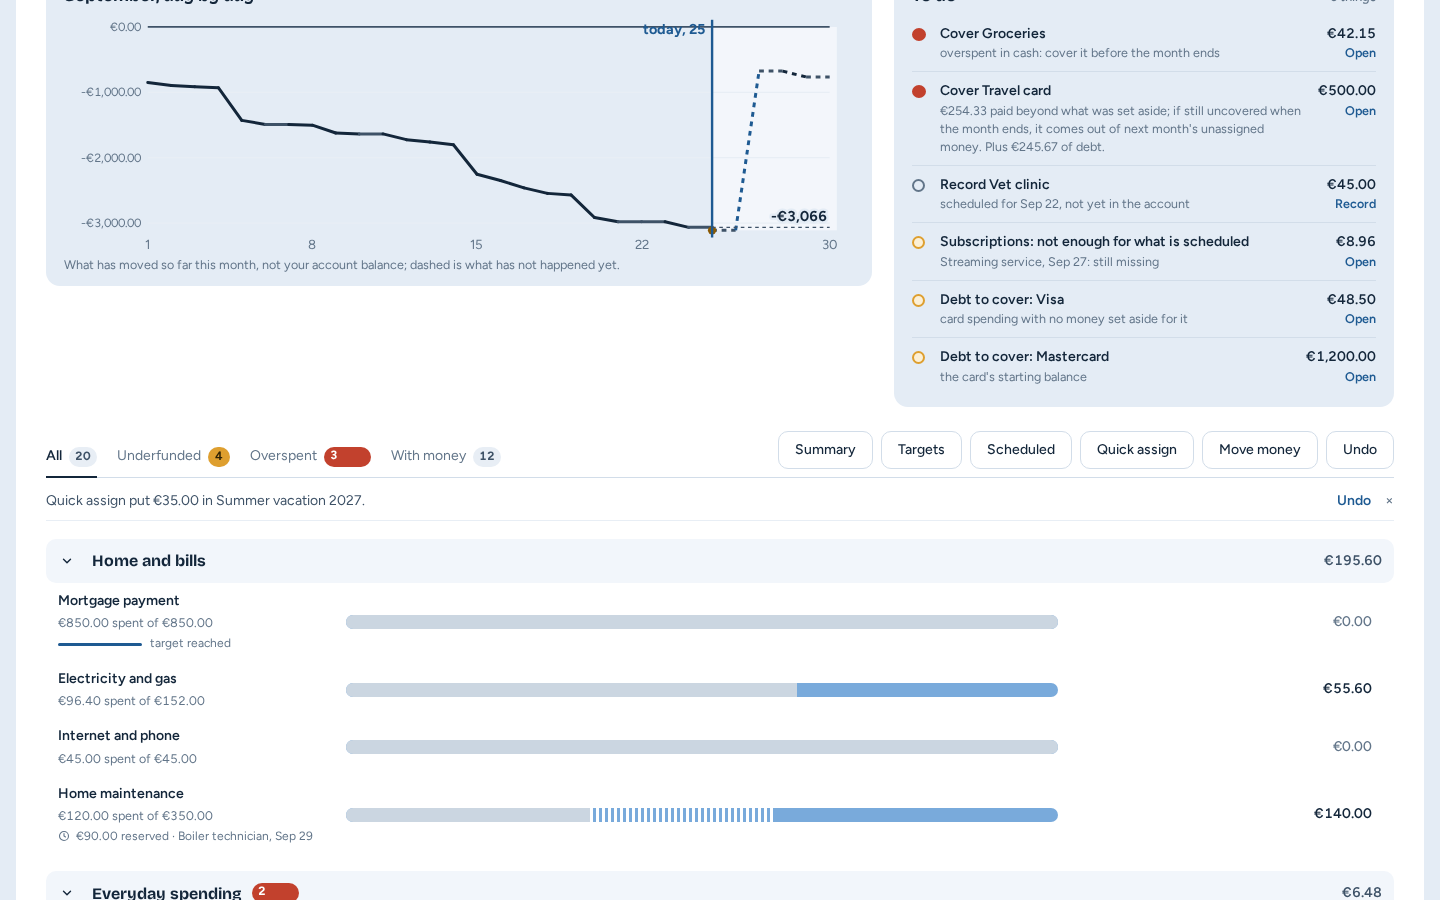 September, day by day
To do
€0.00
today, 25
-€1,000.00
-€2,000.00
-€3,000.00
-€3,066
1
8
15
22
30
What has moved so far this month, not your account balance; dashed is what has not happened yet.
Cover Groceries
€42.15
overspent in cash: cover it before the month ends
Open
Cover Travel card
€500.00
€254.33 paid beyond what was set aside; if still uncovered when
Open
the month ends, it comes out of next month's unassigned
money. Plus €245.67 of debt.
Record Vet clinic
€45.00
scheduled for Sep 22, not yet in the account
Record
Subscriptions: not enough for what is scheduled
€8.96
Streaming service, Sep 27: still missing
Open
Debt to cover: Visa
€48.50
card spending with no money set aside for it
Open
Debt to cover: Mastercard
€1,200.00
the card's starting balance
Open
All 20
Underfunded 4
Overspent 3
With money 12
Summary
Targets
Scheduled
Quick assign
Move money
Undo
Quick assign put €35.00 in Summer vacation 2027.
Undo ×
Home and bills
€195.60
Mortgage payment
€850.00 spent of €850.00
€0.00
target reached
Electricity and gas
€96.40 spent of €152.00
€55.60
Internet and phone
€45.00 spent of €45.00
€0.00
Home maintenance
€120.00 spent of €350.00
€140.00
€90.00 reserved · Boiler technician, Sep 29
Everyday spending 2
€6.48